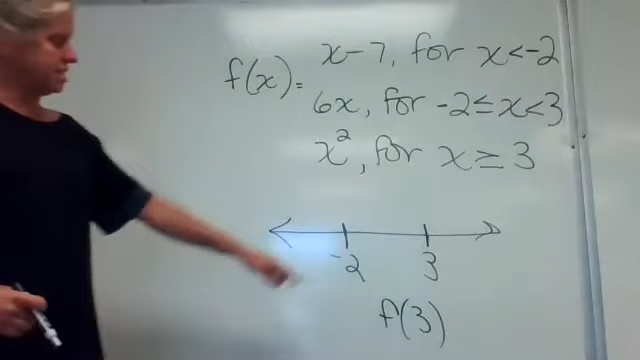 x-7, for x<-2
f(x)= 6x, for -2≤x<3
x², for x≥3
-2 3
f(3)